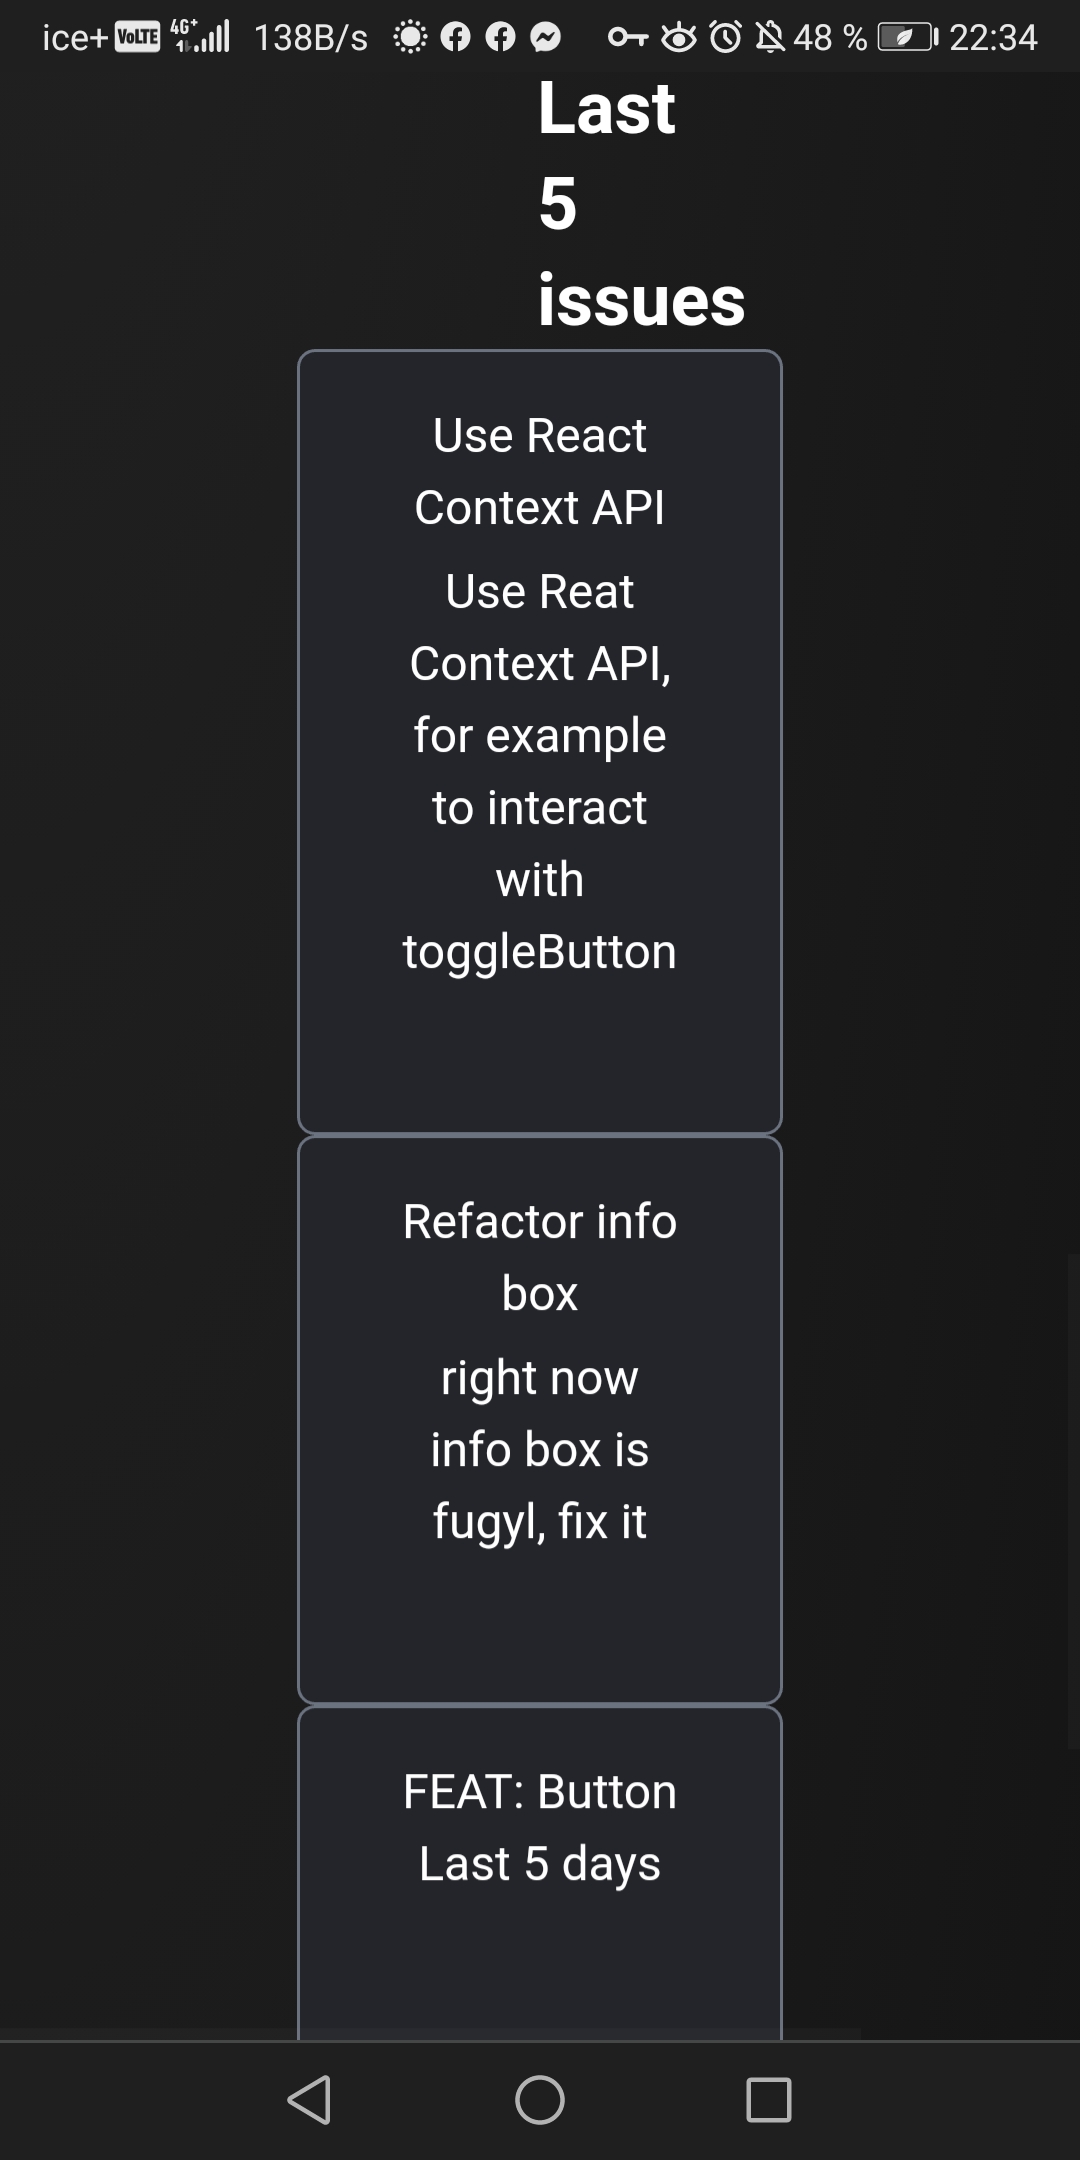 ice+ VoLTE 4G+ 138B/s 48 % 22:34
Last
5
issues
Use React
Context API
Use Reat
Context API,
for example
to interact
with
toggleButton
Refactor info
box
right now
info box is
fugyl, fix it
FEAT: Button
Last 5 days